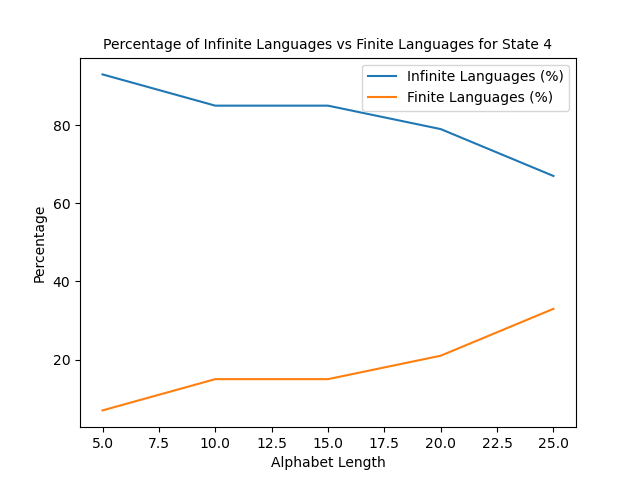 Percentage of Infinite Languages vs Finite Languages for State 4
Infinite Languages (%)
Finite Languages (%)
80
60
40
20
Percentage
5.0 7.5 10.0 12.5 15.0 17.5 20.0 22.5 25.0
Alphabet Length